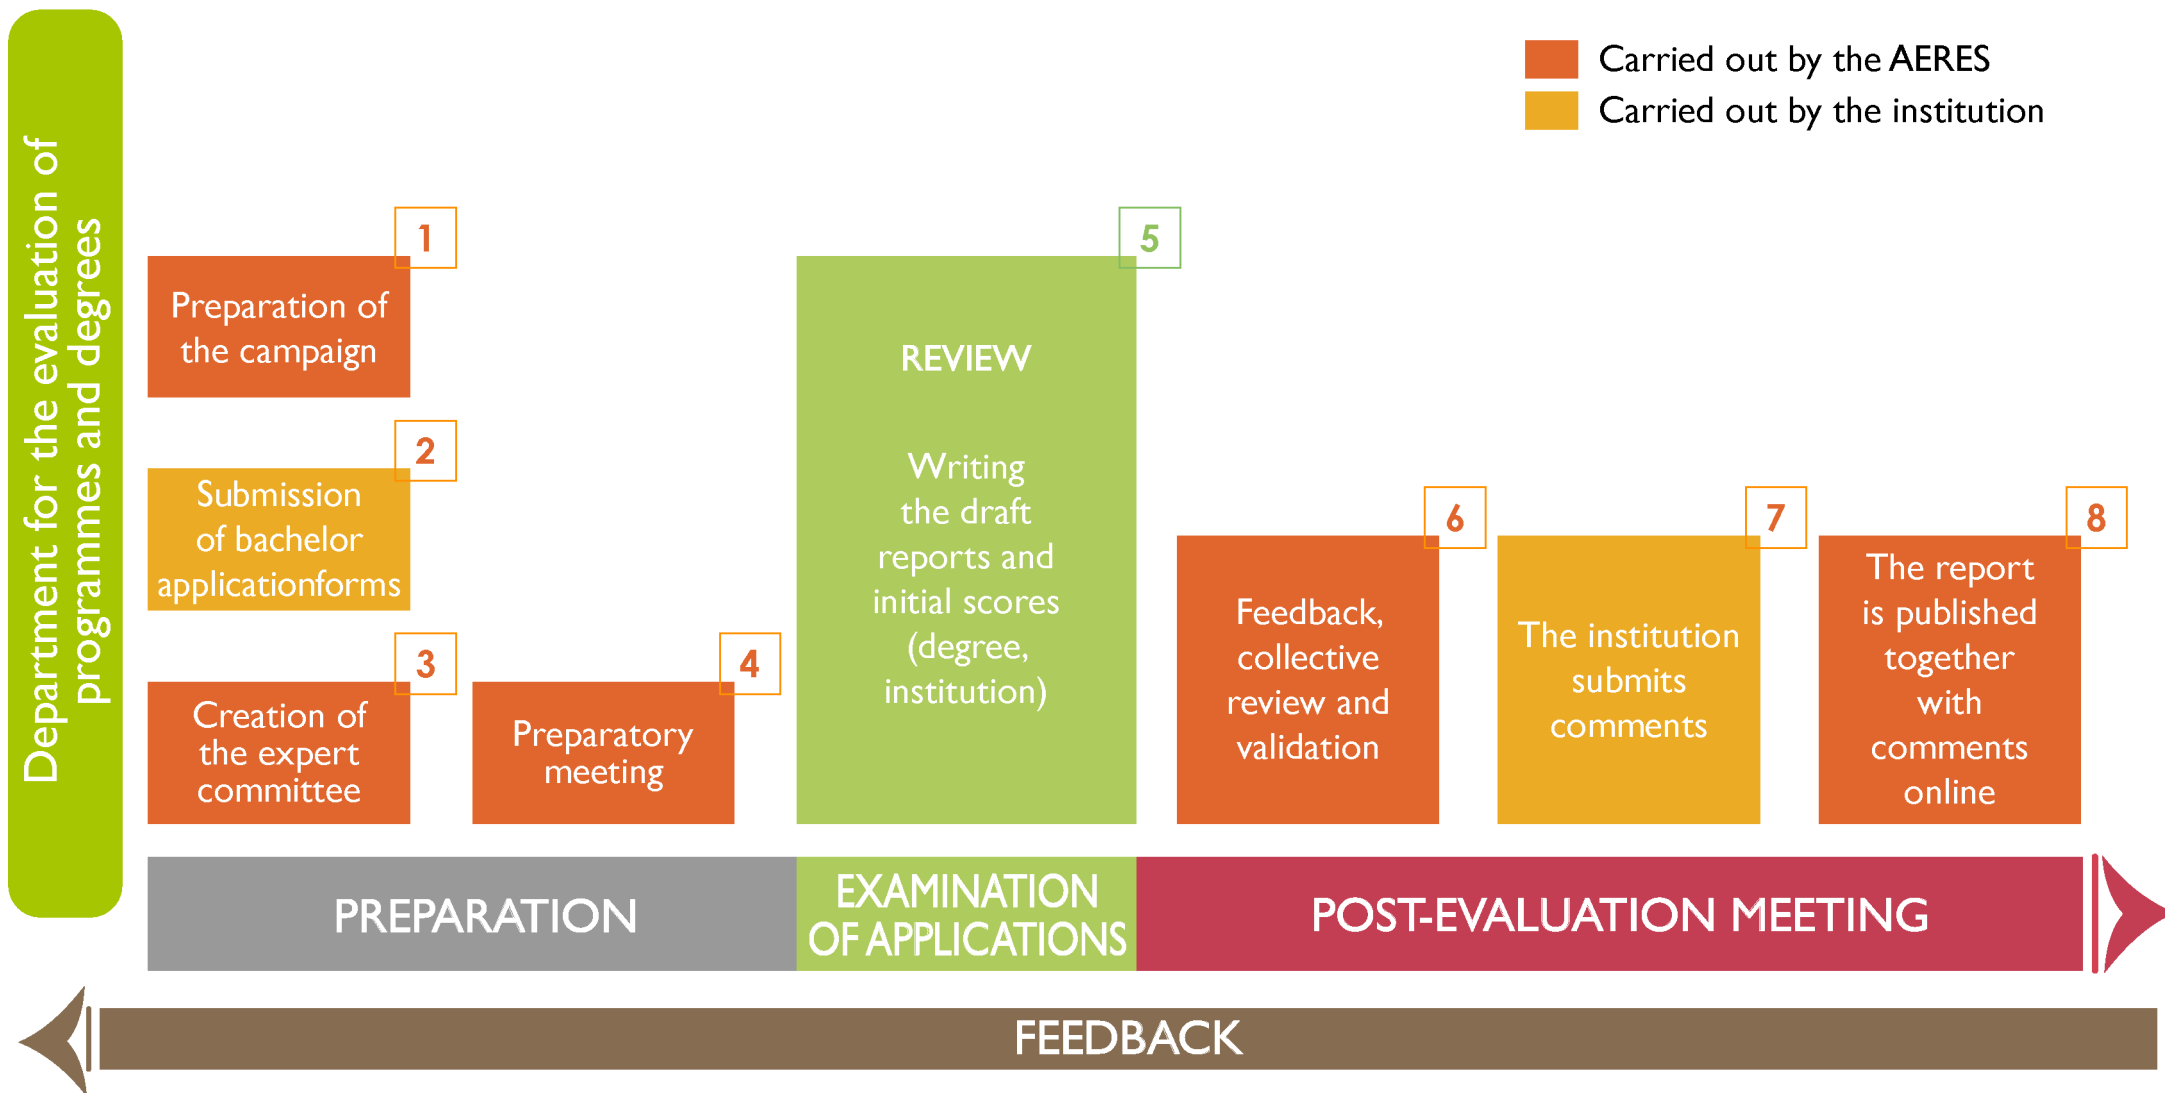 Department for the evaluation of
programmes and degrees
Carried out by the AERES
Carried out by the institution
1
Preparation of
the campaign
2
Submission
of bachelor
applicationforms
3
Creation of
the expert
committee
4
Preparatory
meeting
5
REVIEW
Writing
the draft
reports and
initial scores
(degree,
institution)
6
Feedback,
collective
review and
validation
7
The institution
submits
comments
8
The report
is published
together
with
comments
online
PREPARATION
EXAMINATION
OF APPLICATIONS
POST-EVALUATION MEETING
FEEDBACK